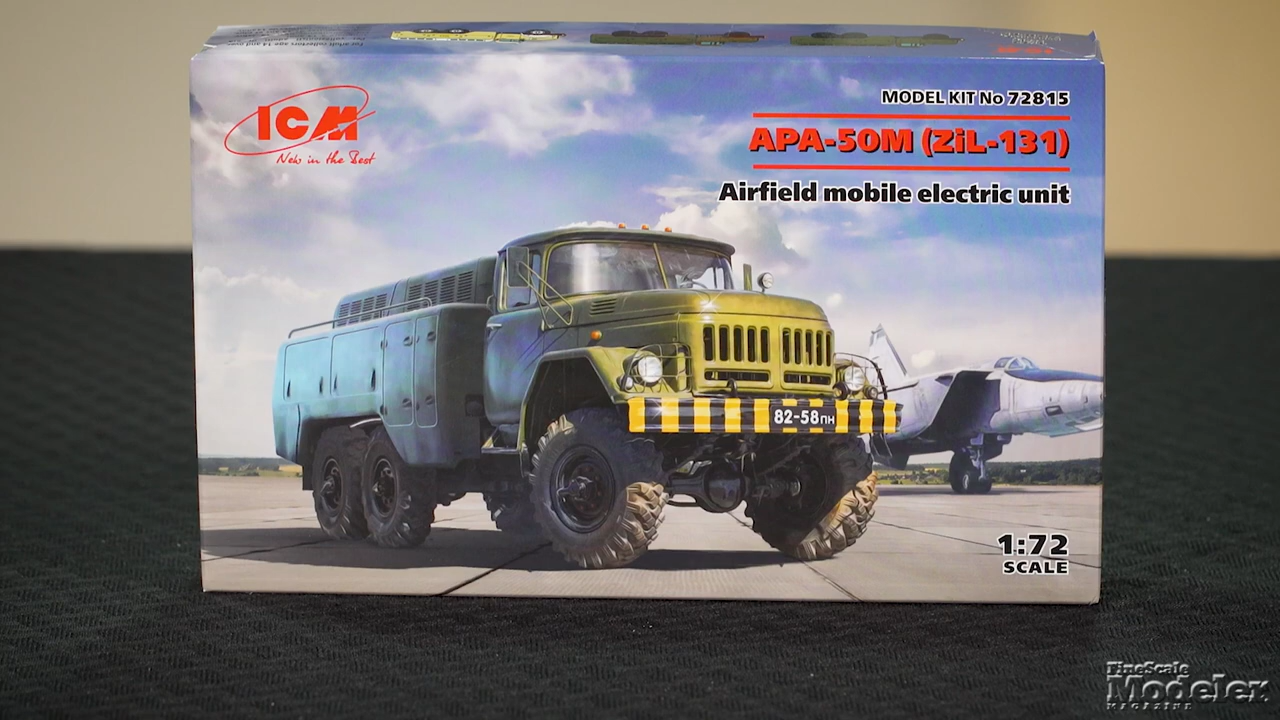 ICM
New in the Best
MODEL KIT No 72815
APA-50M (ZiL-131)
Airfield mobile electric unit
82-58ПН
1:72
SCALE
FineScale
Modeler
MAGAZINE